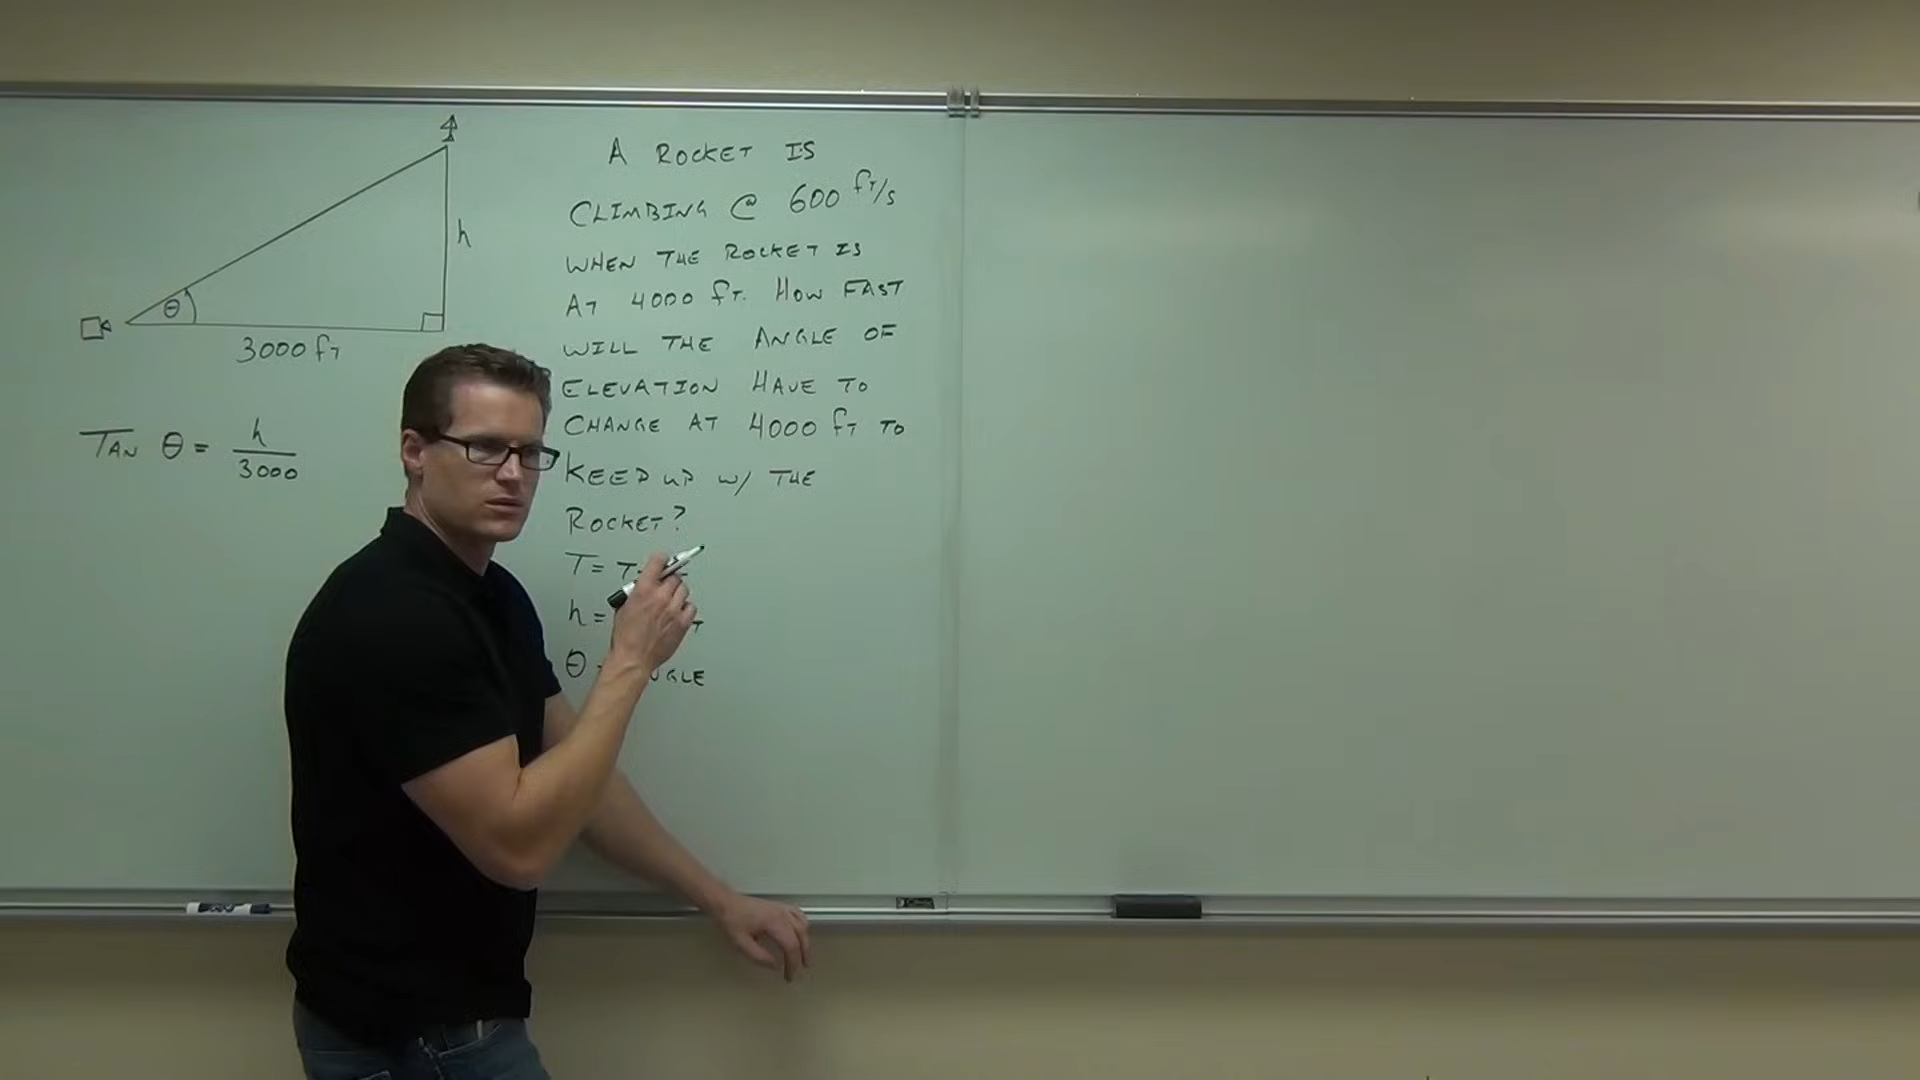 h
θ
3000 ft
TAN θ = h/3000
A ROCKET IS
CLIMBING @ 600 ft/s
WHEN THE ROCKET IS
AT 4000 ft. HOW FAST
WILL THE ANGLE OF
ELEVATION HAVE TO
CHANGE AT 4000 ft TO
KEEP UP w/ THE
ROCKET?
T =
h =
θ